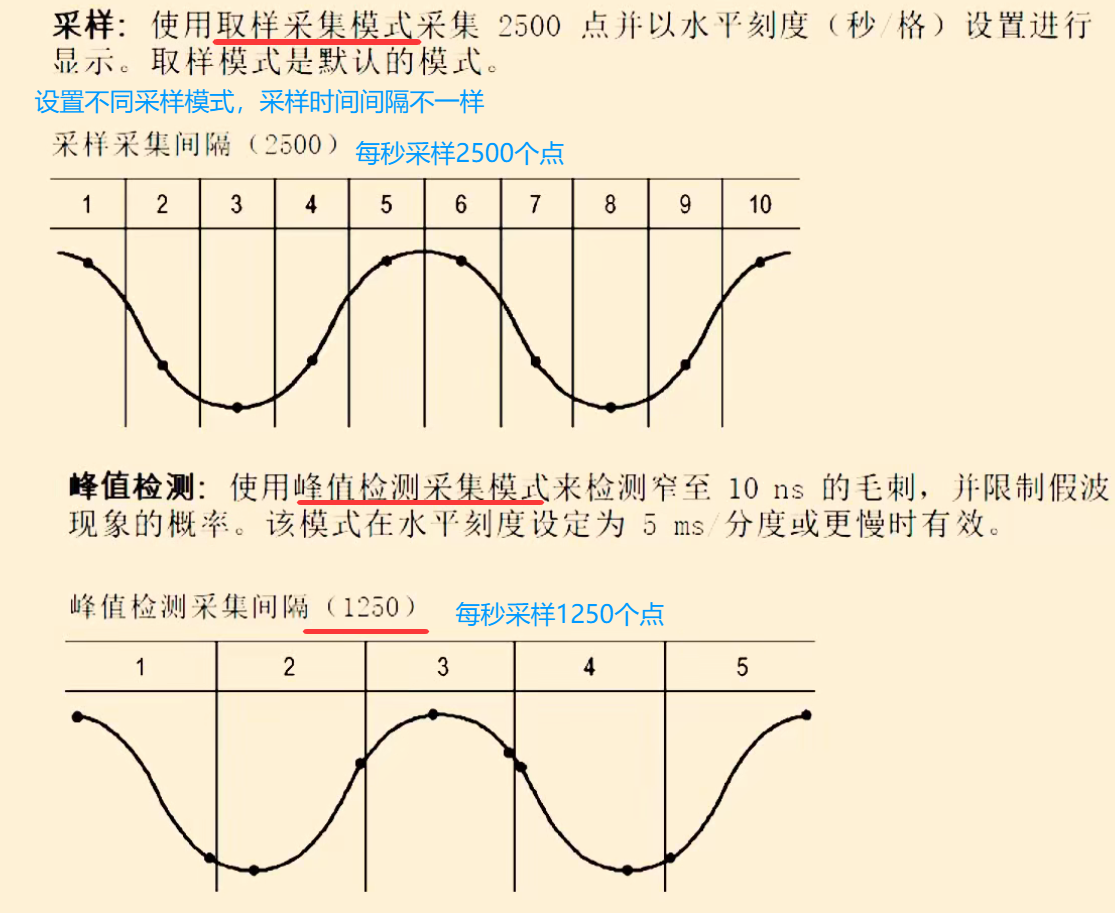 采样：使用取样采集模式采集 2500 点并以水平刻度（秒/格）设置进行
显示。取样模式是默认的模式。
设置不同采样模式，采样时间间隔不一样
采样采集间隔（2500） 每秒采样2500个点
1 2 3 4 5 6 7 8 9 10
峰值检测：使用峰值检测采集模式来检测窄至 10 ns 的毛刺，并限制假波
现象的概率。该模式在水平刻度设定为 5 ms/分度或更慢时有效。
峰值检测采集间隔（1250） 每秒采样1250个点
1 2 3 4 5